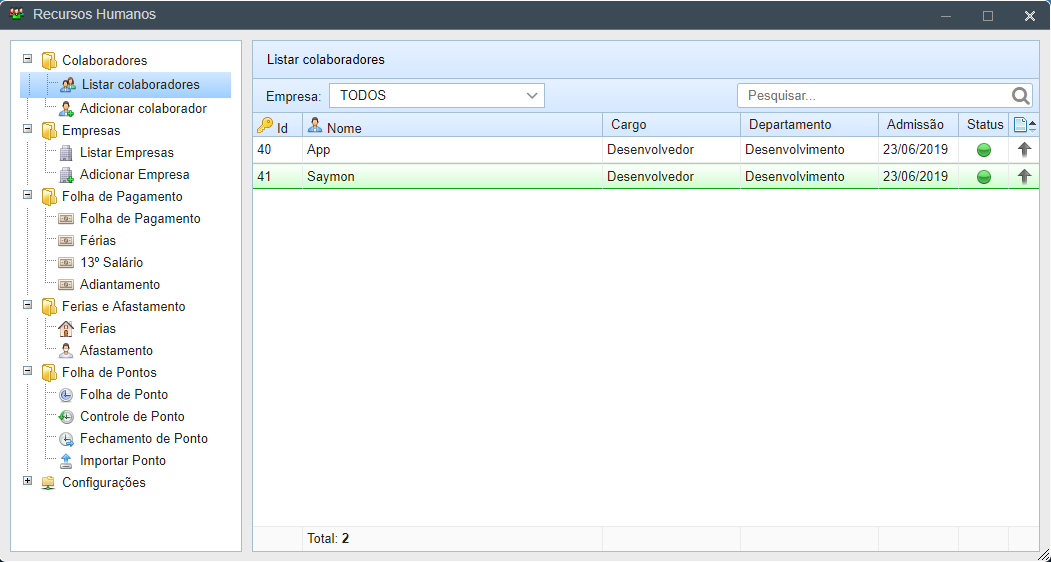 Recursos Humanos
Colaboradores
Listar colaboradores
Adicionar colaborador
Empresas
Listar Empresas
Adicionar Empresa
Folha de Pagamento
Folha de Pagamento
Férias
13º Salário
Adiantamento
Ferias e Afastamento
Ferias
Afastamento
Folha de Pontos
Folha de Ponto
Controle de Ponto
Fechamento de Ponto
Importar Ponto
Configurações
Listar colaboradores
Empresa: TODOS Pesquisar...
Id Nome Cargo Departamento Admissão Status
40 App Desenvolvedor Desenvolvimento 23/06/2019
41 Saymon Desenvolvedor Desenvolvimento 23/06/2019
Total: 2